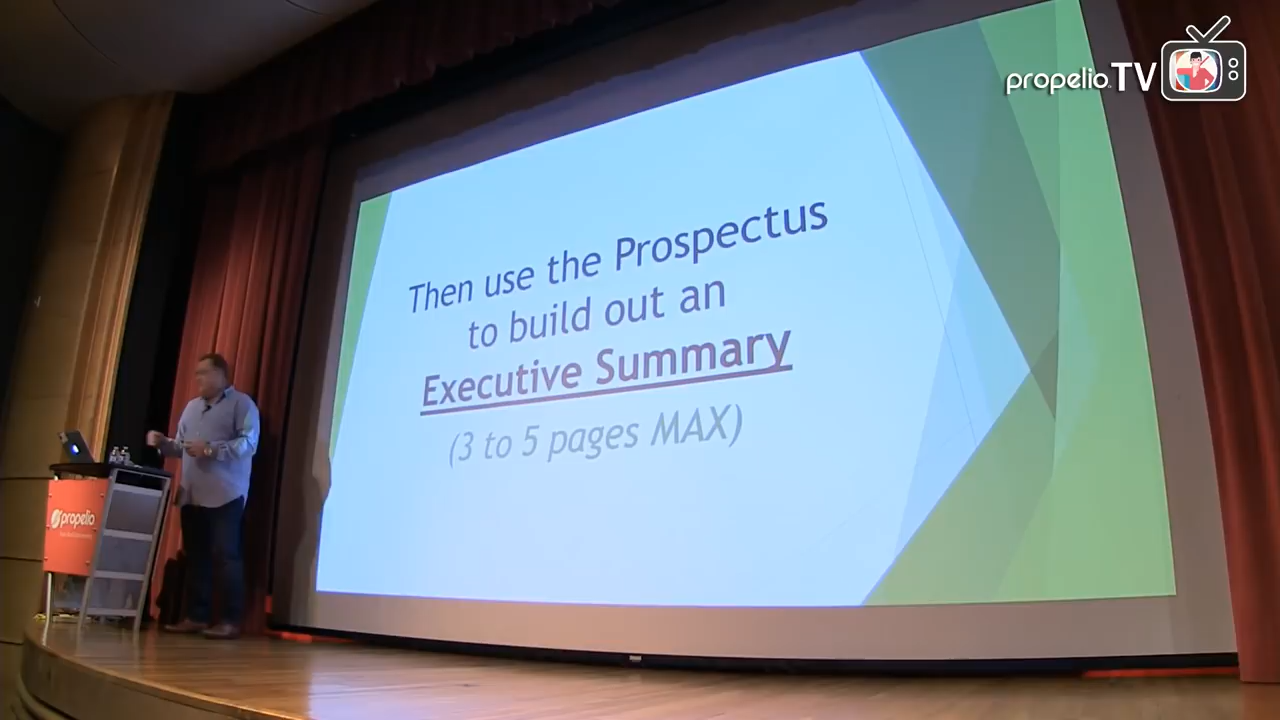 propelio TV
Then use the Prospectus
to build out an
Executive Summary
(3 to 5 pages MAX)
propelio